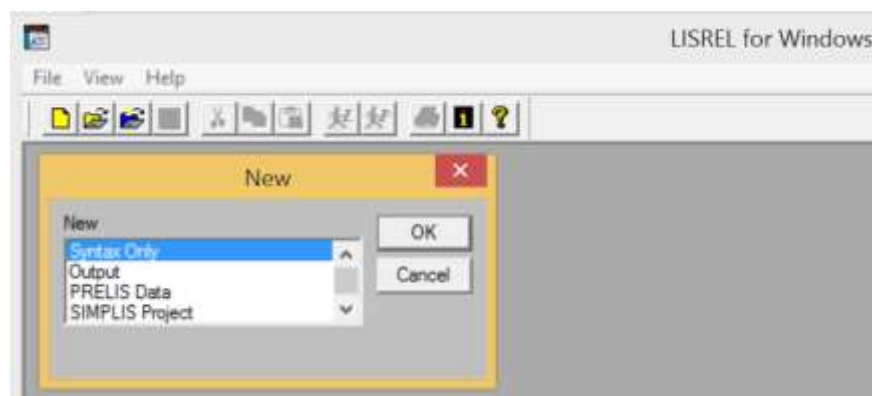 LISREL for Windows
File View Help
New
New
Syntax Only
Output
PRELIS Data
SIMPLIS Project
OK
Cancel